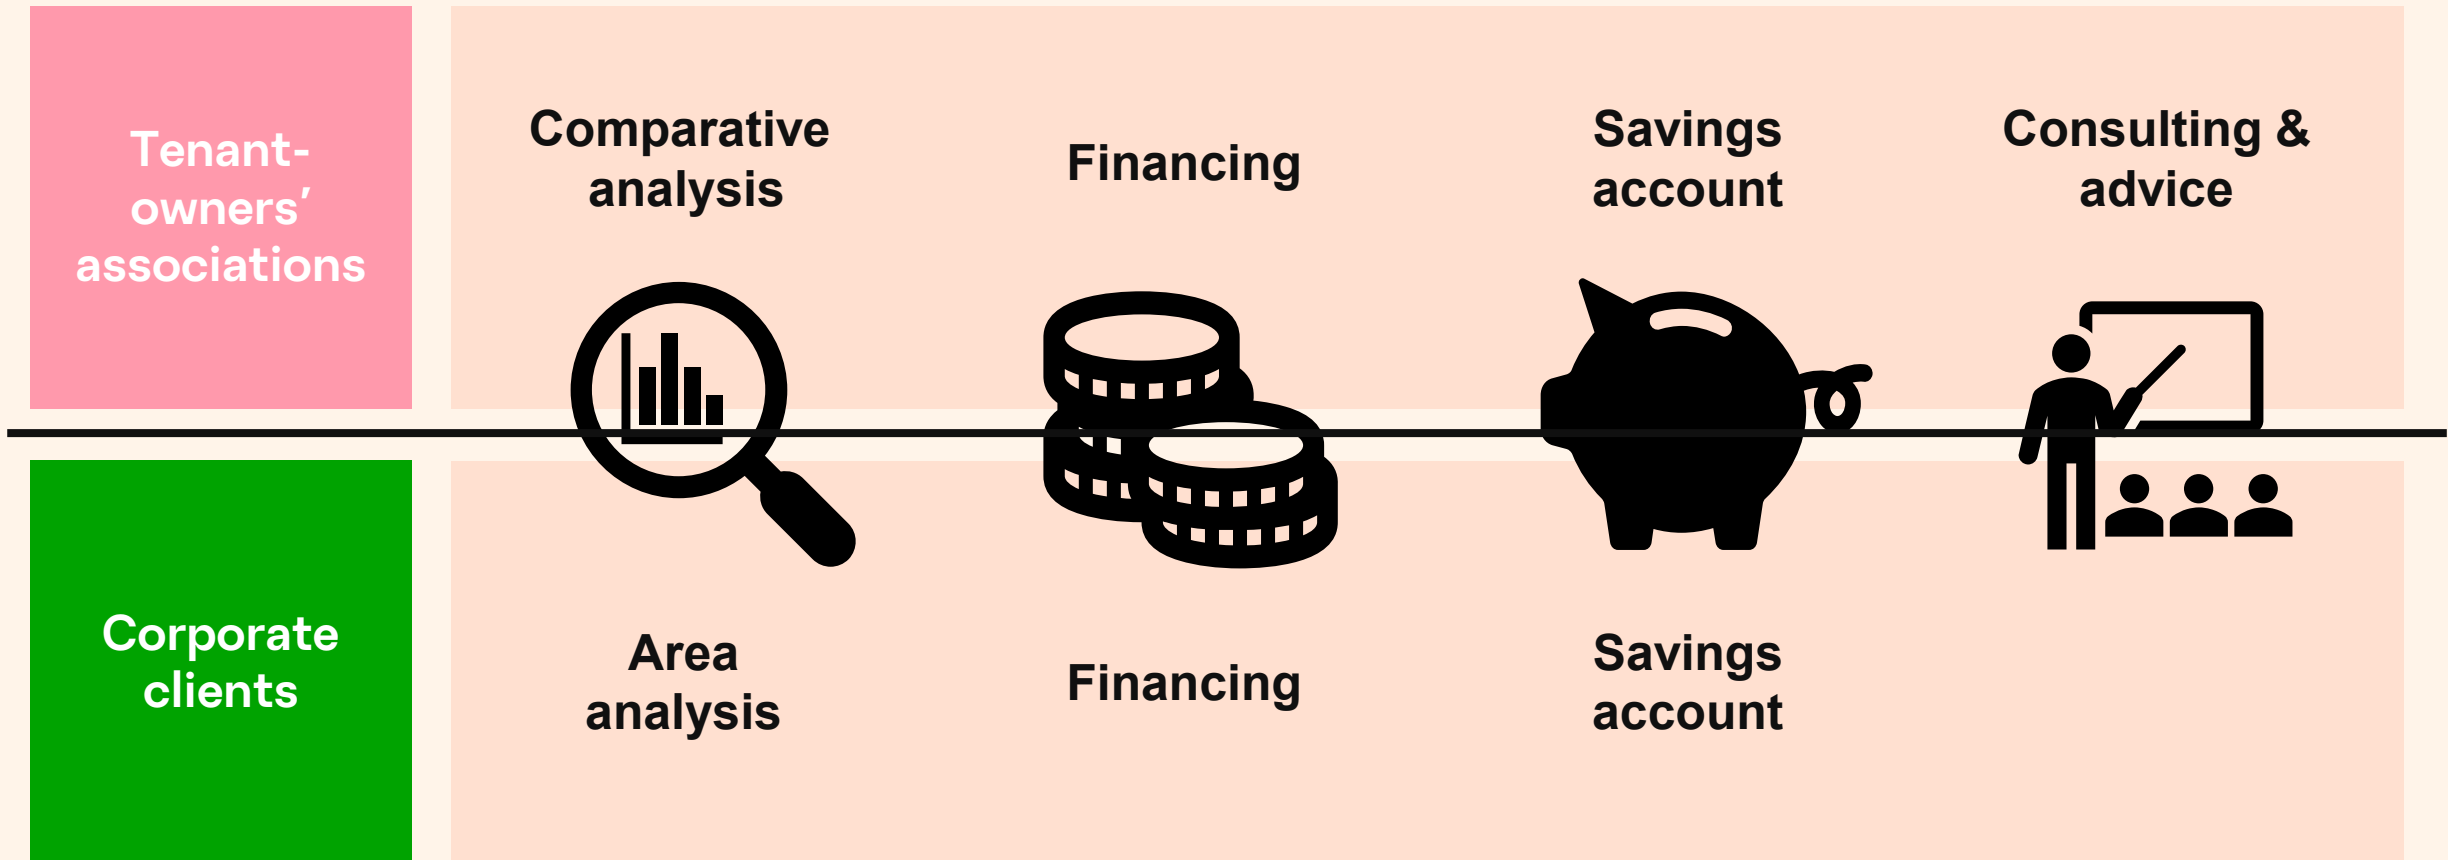 Tenant-
owners’
associations
Comparative
analysis
Financing
Savings
account
Consulting &
advice
Corporate
clients
Area
analysis
Financing
Savings
account